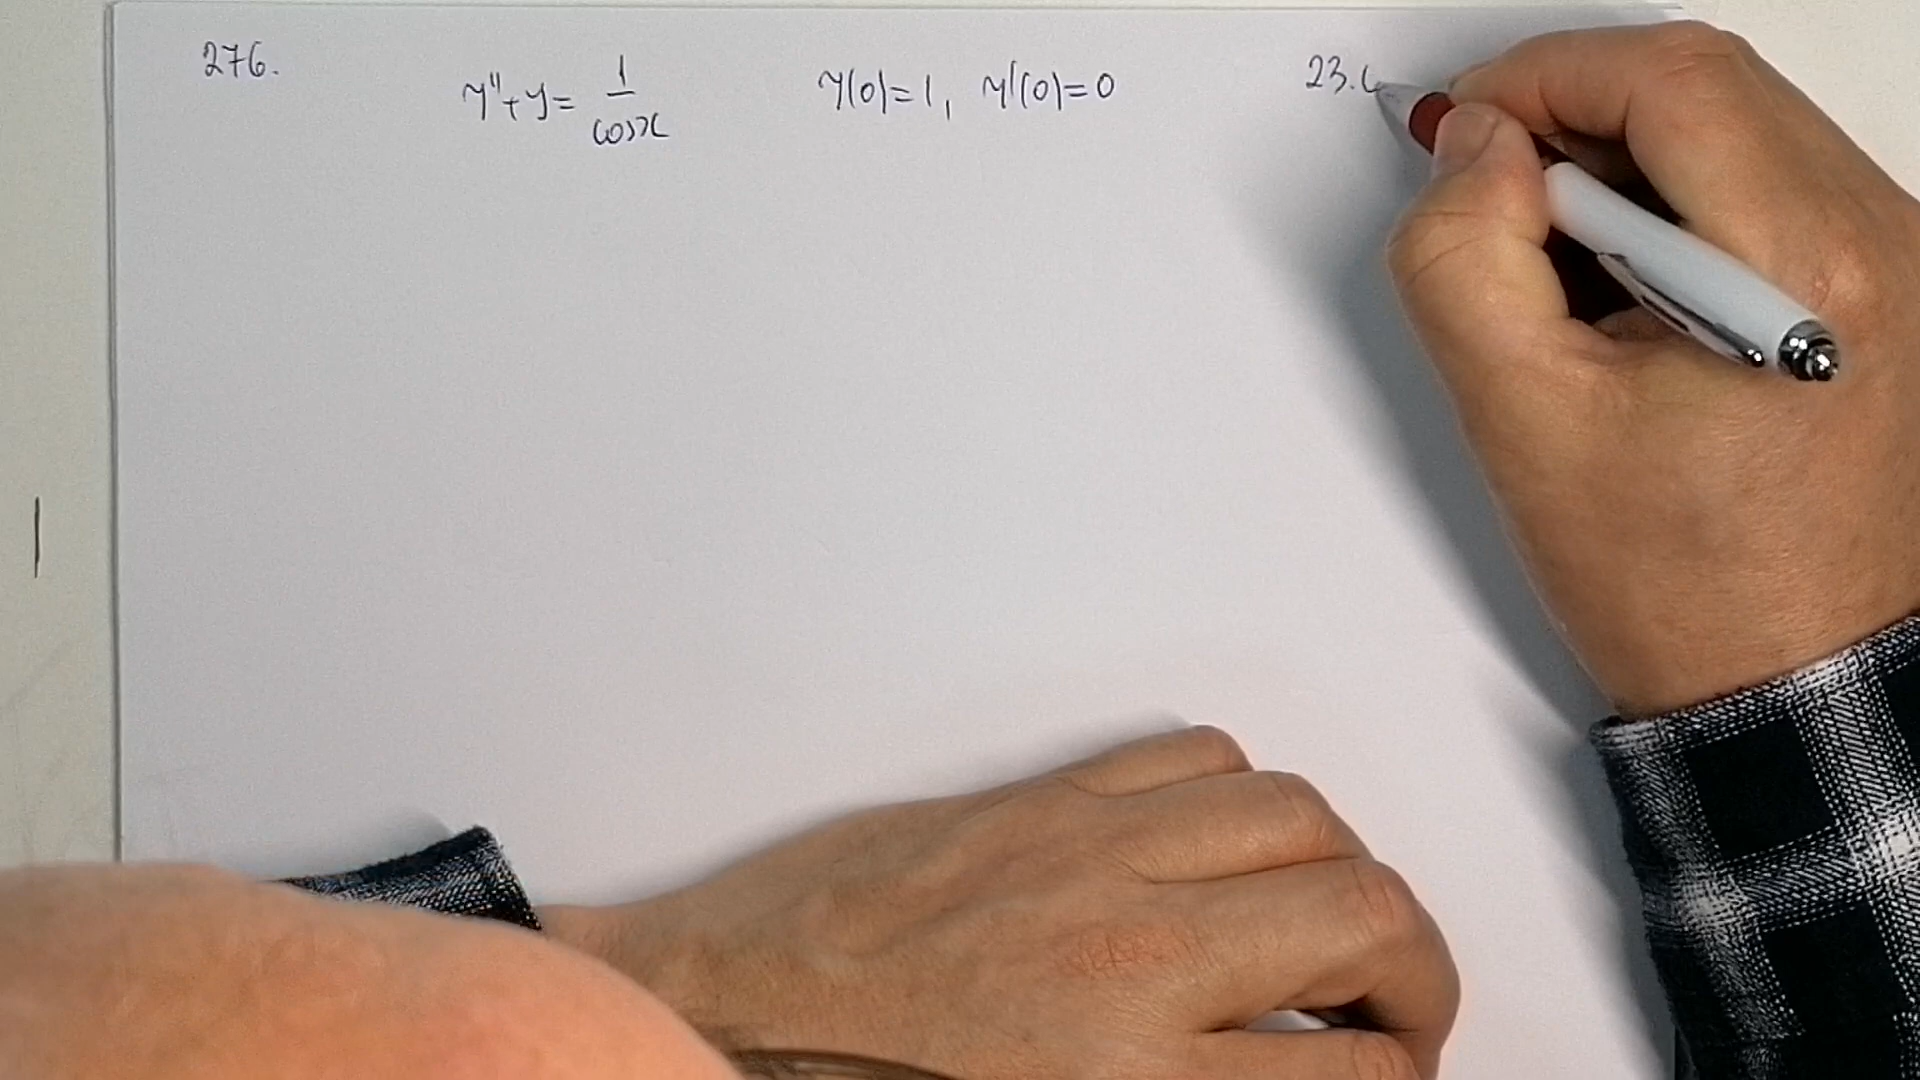 276. y''+y= 1/cosx y(0)=1, y'(0)=0 23.